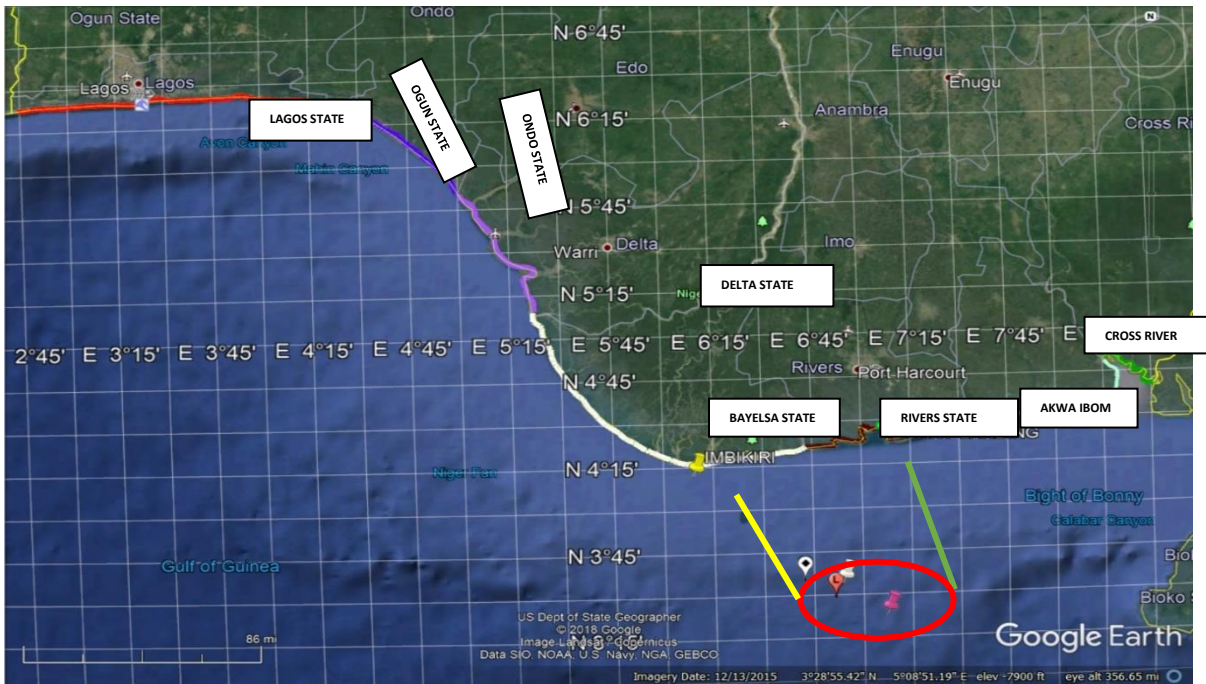 Ogun State
Ondo
N 6°45'
Edo
Enugu
Enugu
Lagos
Lagos
LAGOS STATE
OGUN STATE
ONDO STATE
N 6°15'
Anambra
Cross Ri
Avon Canyon
Mahin Canyon
N 5°45'
Warri
Delta
Imo
DELTA STATE
N 5°15'
2°45' E 3°15' E 3°45' E 4°15' E 4°45' E 5°15' E 5°45' E 6°15' E 6°45' E 7°15' E 7°45' E
CROSS RIVER
Rivers
Port Harcourt
N 4°45'
BAYELSA STATE
RIVERS STATE
AKWA IBOM
IMBIKIRI
N 4°15'
Niger Fan
Bight of Bonny
Calabar Canyon
N 3°45'
Gulf of Guinea
L
Bioko S
US Dept of State Geographer
© 2018 Google
Image Landsat / Copernicus
Data SIO, NOAA, U.S. Navy, NGA, GEBCO
86 mi
Google Earth
Imagery Date: 12/13/2015 3°28'55.42" N 5°08'51.19" E elev -7900 ft eye alt 356.65 mi
N